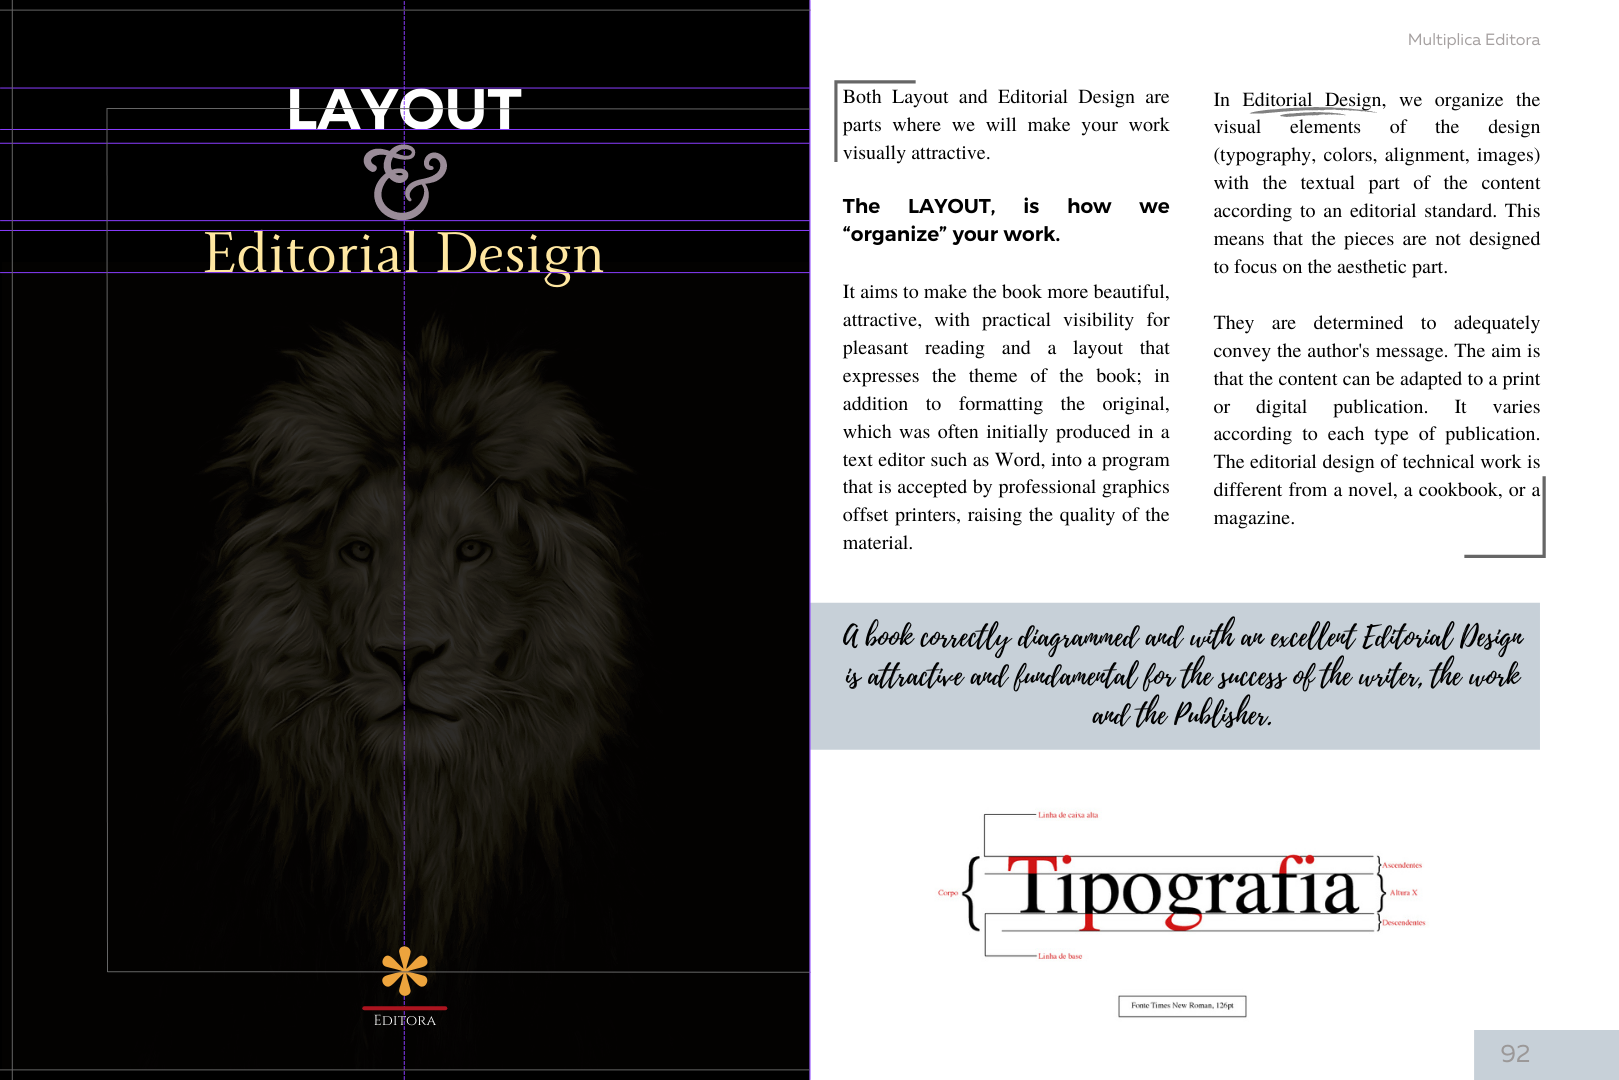 LAYOUT
&
Editorial Design
EDITORA
Multiplica Editora
Both Layout and Editorial Design are
parts where we will make your work
visually attractive.
The LAYOUT, is how we
“organize” your work.
It aims to make the book more beautiful,
attractive, with practical visibility for
pleasant reading and a layout that
expresses the theme of the book; in
addition to formatting the original,
which was often initially produced in a
text editor such as Word, into a program
that is accepted by professional graphics
offset printers, raising the quality of the
material.
In Editorial Design, we organize the
visual elements of the design
(typography, colors, alignment, images)
with the textual part of the content
according to an editorial standard. This
means that the pieces are not designed
to focus on the aesthetic part.
They are determined to adequately
convey the author's message. The aim is
that the content can be adapted to a print
or digital publication. It varies
according to each type of publication.
The editorial design of technical work is
different from a novel, a cookbook, or a
magazine.
A book correctly diagrammed and with an excellent Editorial Design
is attractive and fundamental for the success of the writer, the work
and the Publisher.
Linha de caixa alta
Corpo
Tipografia
Ascendentes
Altura X
Descendentes
Linha de base
Fonte Times New Roman, 126pt
92